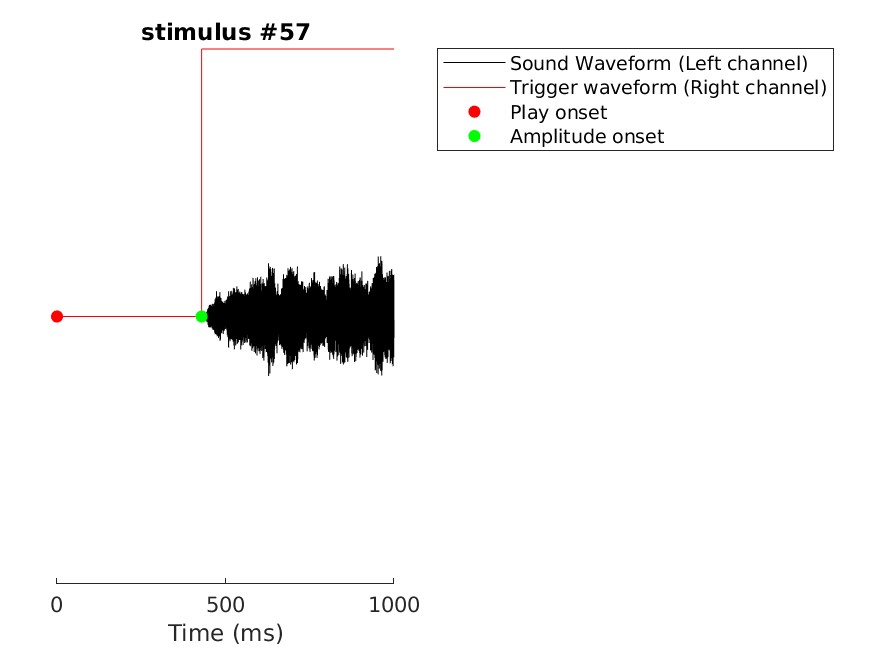 stimulus #57
Sound Waveform (Left channel)
Trigger waveform (Right channel)
Play onset
Amplitude onset
0 500 1000
Time (ms)